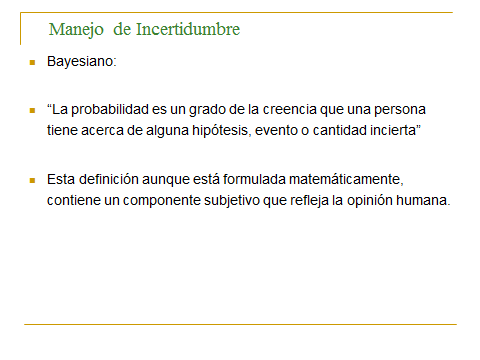 Manejo de Incertidumbre
Bayesiano:
“La probabilidad es un grado de la creencia que una persona
tiene acerca de alguna hipótesis, evento o cantidad incierta”
Esta definición aunque está formulada matemáticamente,
contiene un componente subjetivo que refleja la opinión humana.